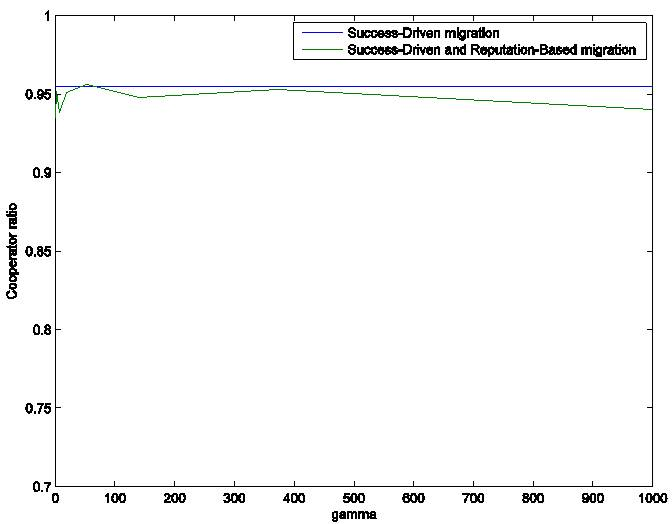 1
Success-Driven migration
Success-Driven and Reputation-Based migration
0.95
0.9
0.85
Cooperator ratio
0.8
0.75
0.7
0 100 200 300 400 500 600 700 800 900 1000
gamma